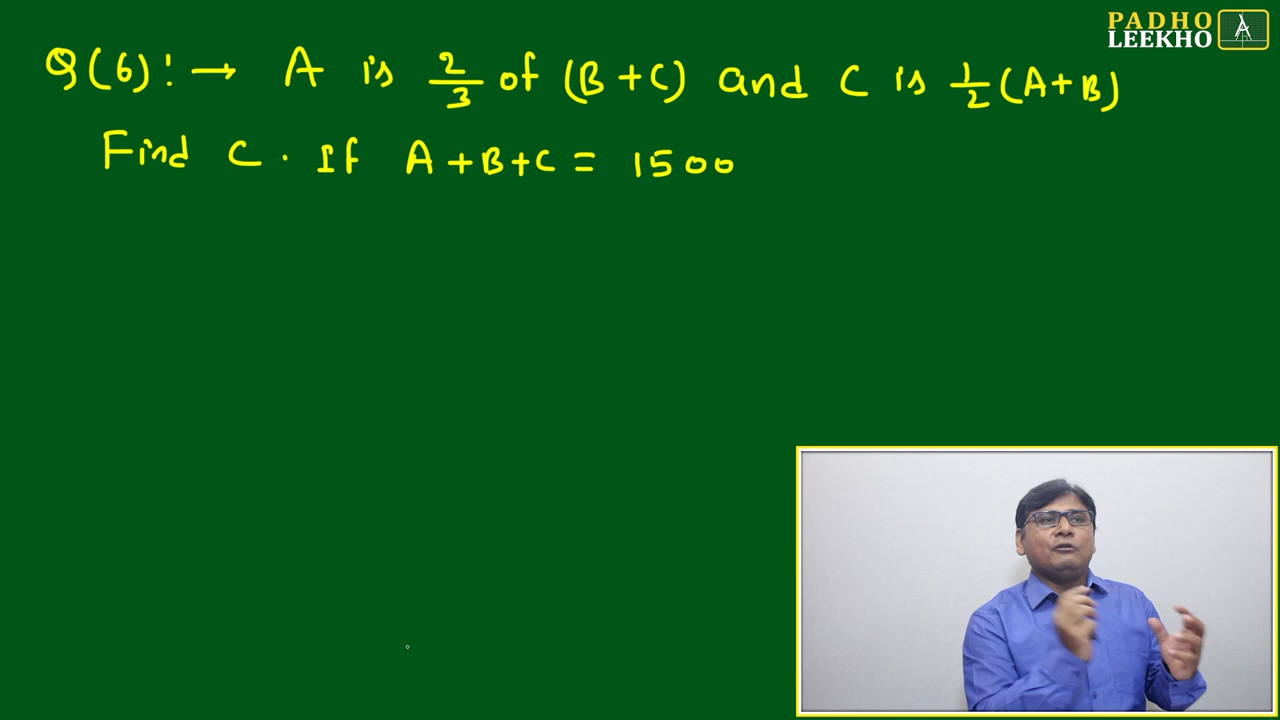 PADHO
LEEKHO
Q(6):→ A is 2/3 of (B+C) and C is 1/2 (A+B)
Find C. If A+B+C = 1500